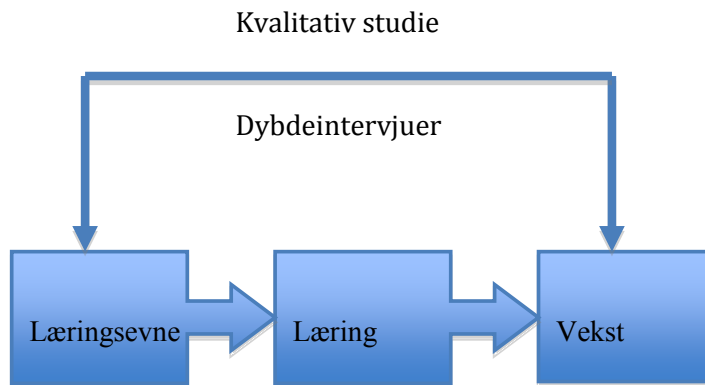 Kvalitativ studie
Dybdeintervjuer
Læringsevne
Læring
Vekst